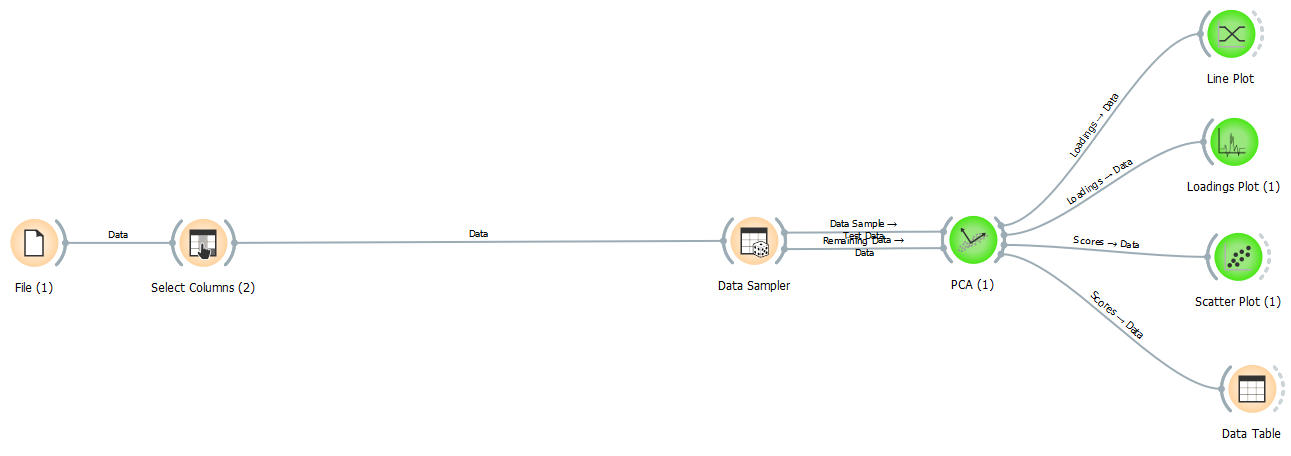 Line Plot
Loadings → Data
Loadings Plot (1)
Loadings → Data
Data
Data
Data Sample →
Test Data
Remaining Data →
Data
Scores → Data
File (1)
Select Columns (2)
Data Sampler
PCA (1)
Scatter Plot (1)
Scores → Data
Data Table